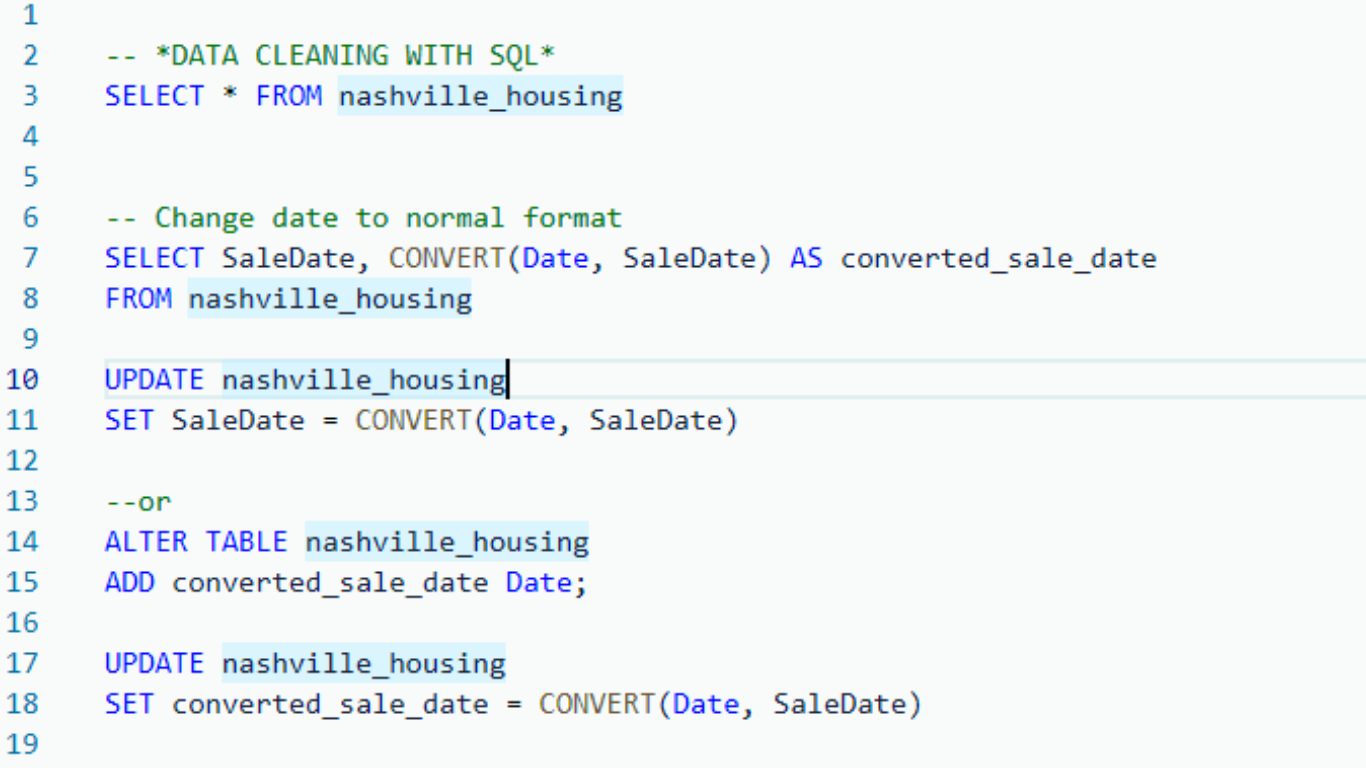 1
2 -- *DATA CLEANING WITH SQL*
3 SELECT * FROM nashville_housing
4
5
6 -- Change date to normal format
7 SELECT SaleDate, CONVERT(Date, SaleDate) AS converted_sale_date
8 FROM nashville_housing
9
10 UPDATE nashville_housing
11 SET SaleDate = CONVERT(Date, SaleDate)
12
13 --or
14 ALTER TABLE nashville_housing
15 ADD converted_sale_date Date;
16
17 UPDATE nashville_housing
18 SET converted_sale_date = CONVERT(Date, SaleDate)
19